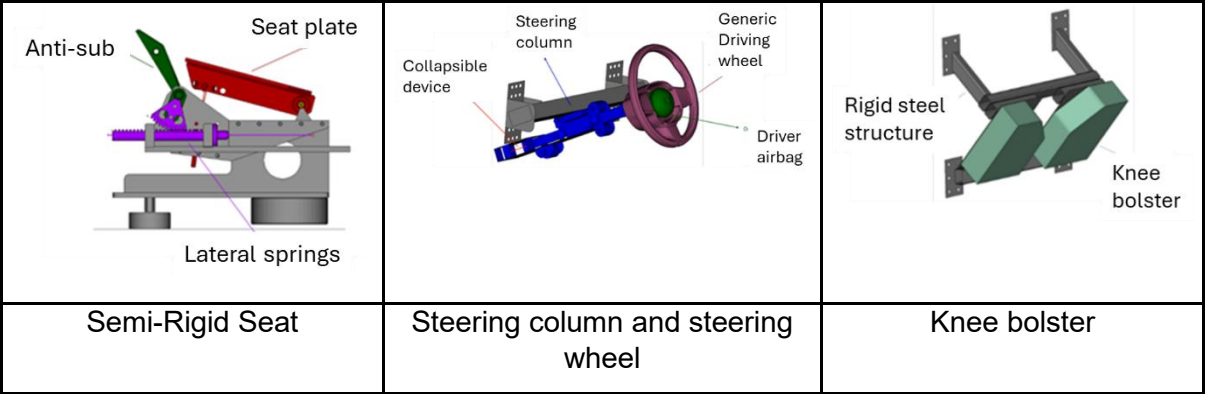 Anti-sub
Seat plate
Lateral springs
Steering
column
Collapsible
device
Generic
Driving
wheel
Driver
airbag
Rigid steel
structure
Knee
bolster
Semi-Rigid Seat
Steering column and steering
wheel
Knee bolster